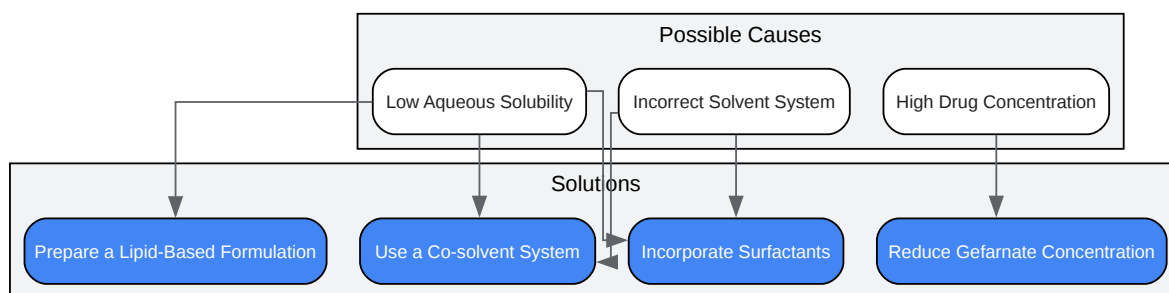 Possible Causes
Low Aqueous Solubility
Incorrect Solvent System
High Drug Concentration
Solutions
Prepare a Lipid-Based Formulation
Use a Co-solvent System
Incorporate Surfactants
Reduce Gefarnate Concentration